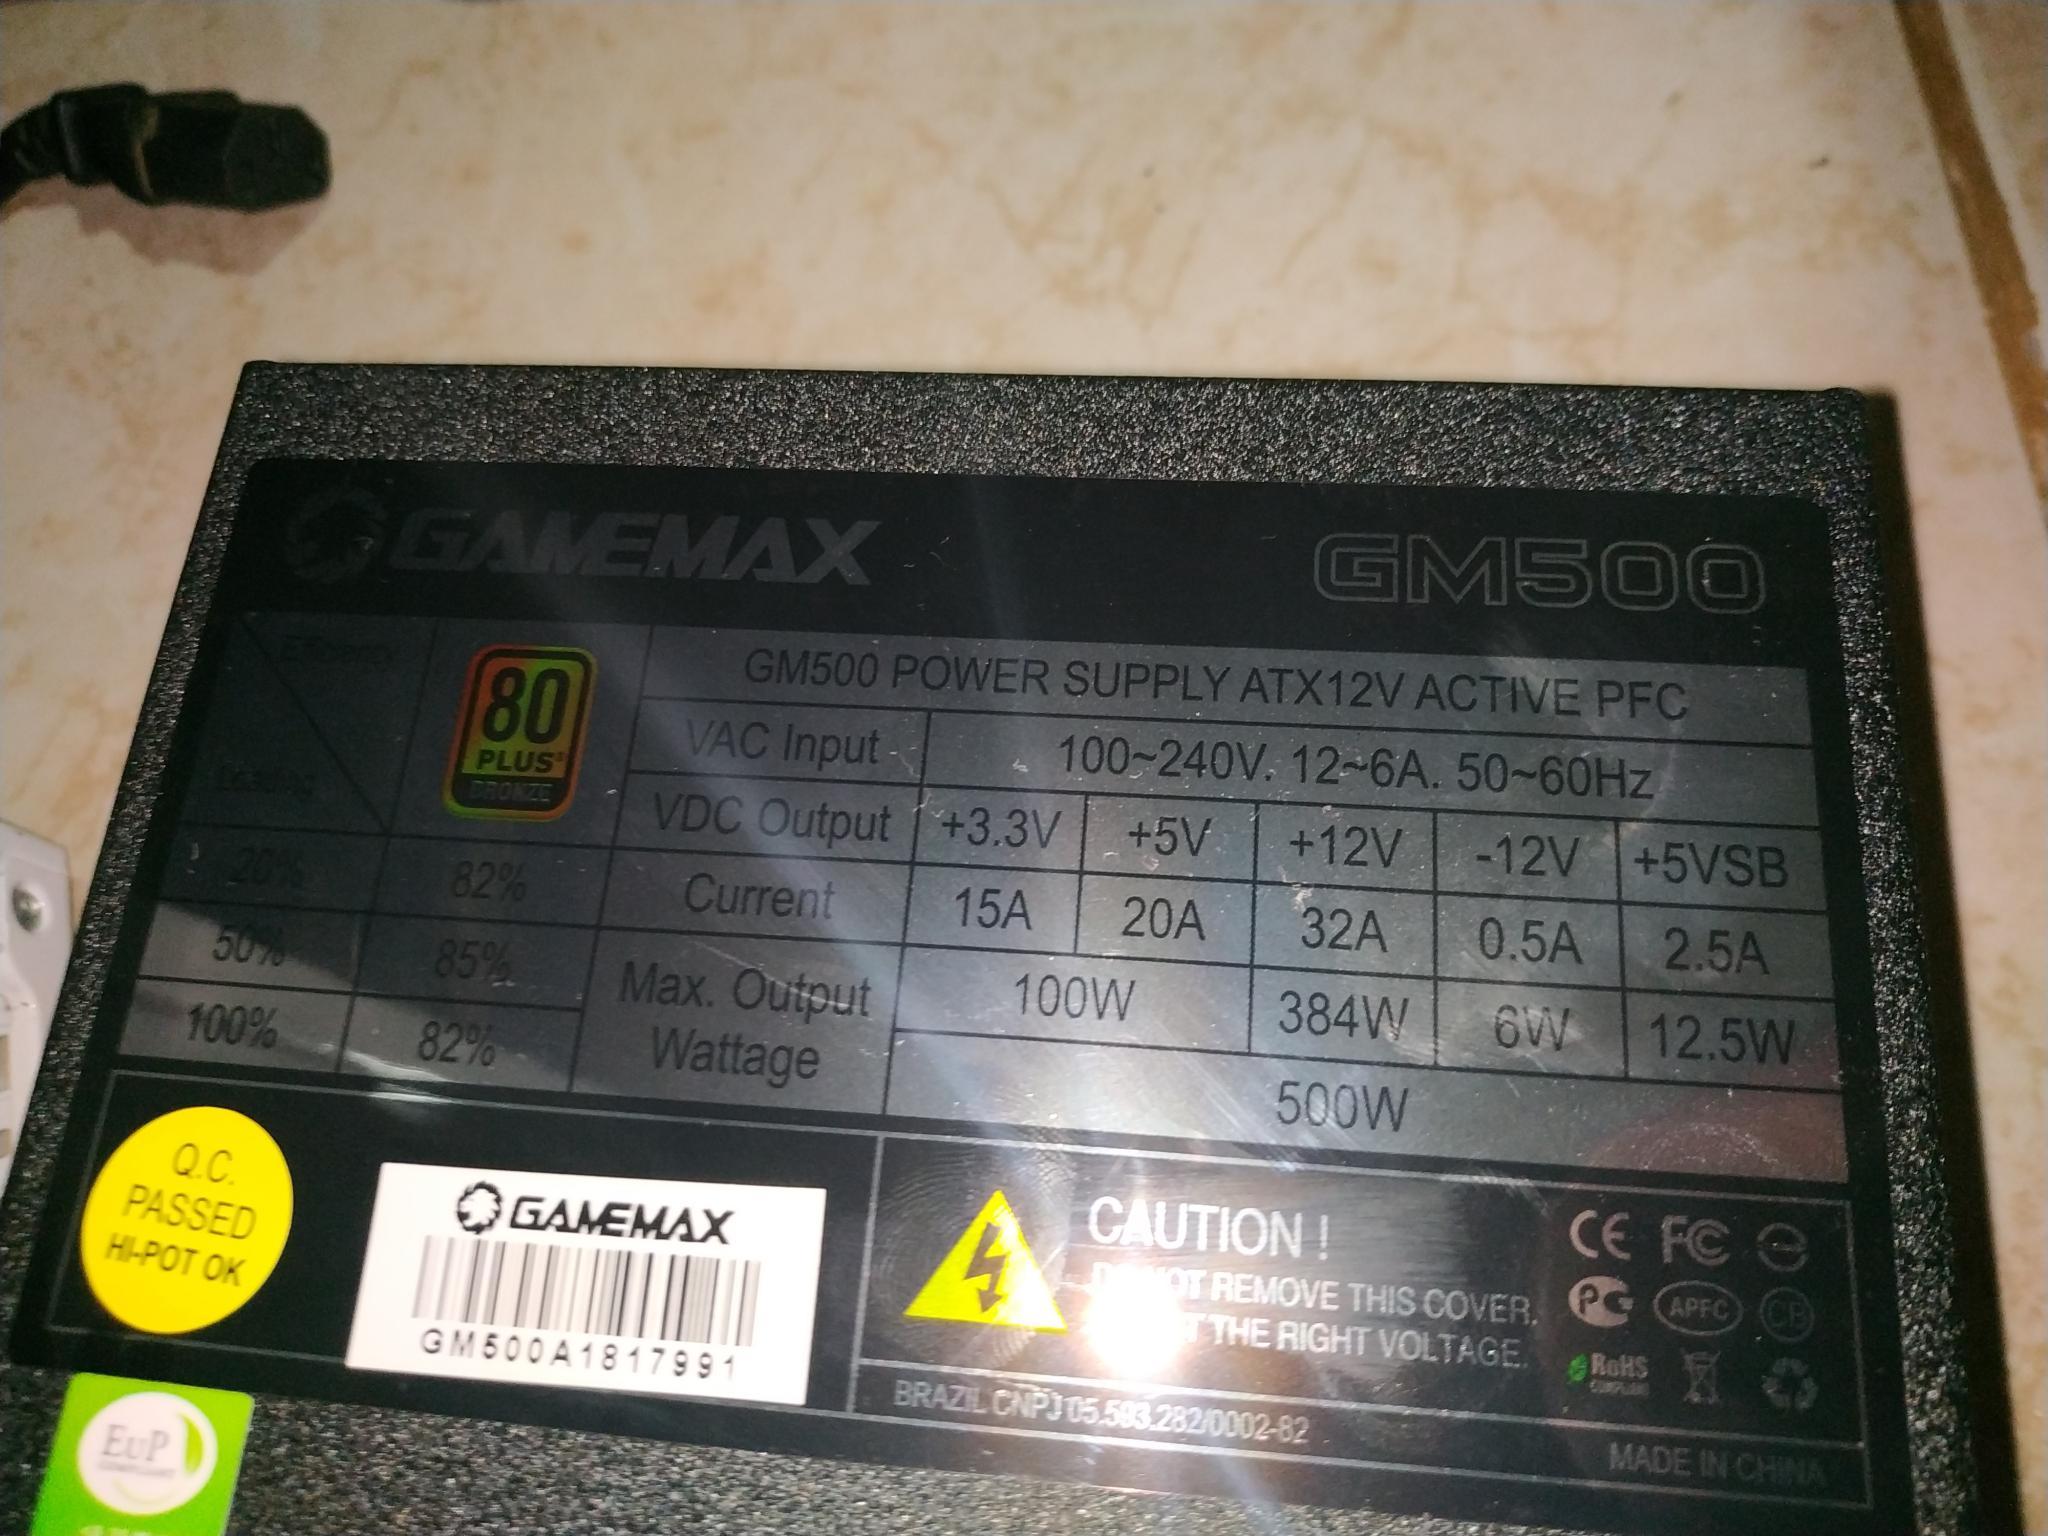 GAMEMAX
GM500
Efficiency
Loading
80
PLUS
BRONZE
GM500 POWER SUPPLY ATX12V ACTIVE PFC
VAC Input 100~240V. 12~6A. 50~60Hz
VDC Output +3.3V +5V +12V -12V +5VSB
20% 82%
Current 15A 20A 32A 0.5A 2.5A
50% 85%
Max. Output Wattage 100W 384W 6W 12.5W
100% 82%
500W
Q.C.
PASSED
HI-POT OK
GAMEMAX
GM500A1817991
CAUTION !
REMOVE THIS COVER.
THE RIGHT VOLTAGE.
CE FC
PC APFC CB
RoHS
COMPLIANT
BRAZIL CNPJ 05.593.282/0002-82
MADE IN CHINA
EuP